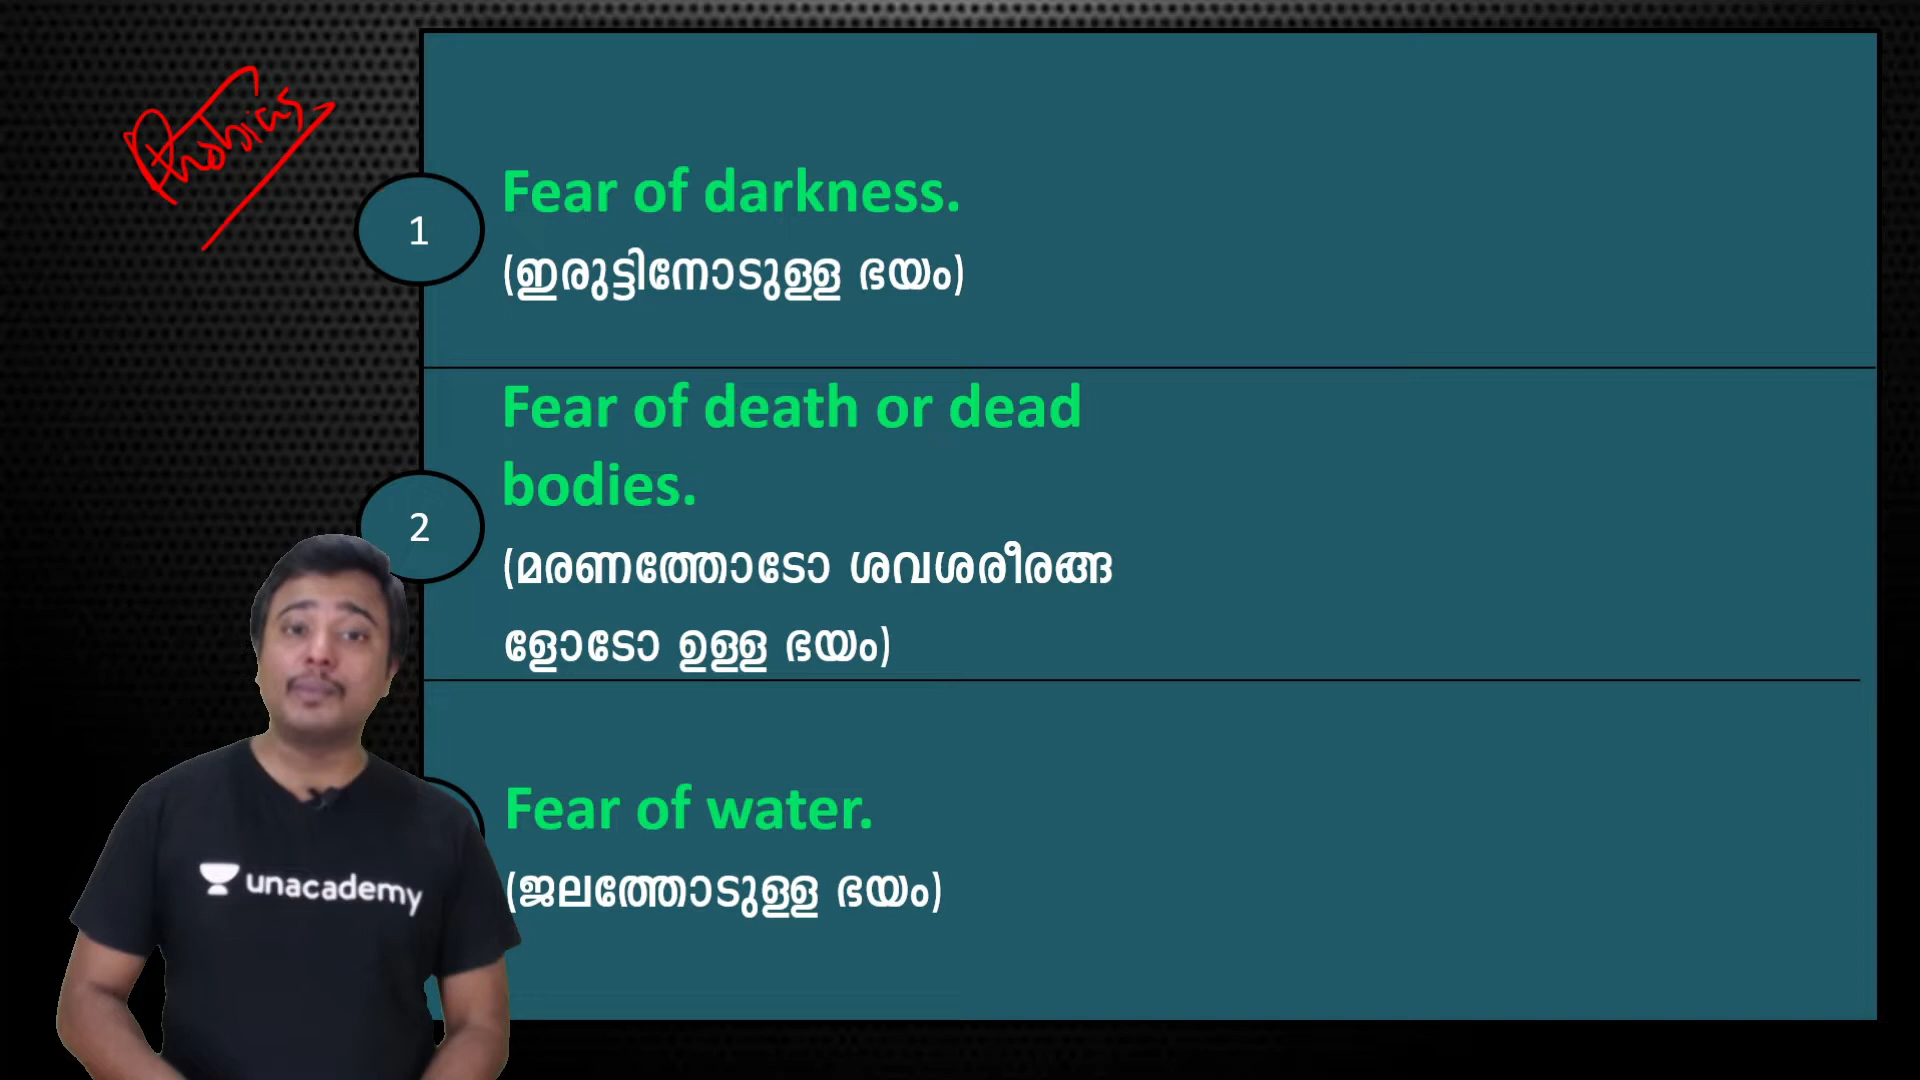 Phobias
1
Fear of darkness.
(ഇരുട്ടിനോടുള്ള ഭയം)
2
Fear of death or dead
bodies.
(മരണത്തോടോ ശവശരീരങ്ങ
ളോടോ ഉള്ള ഭയം)
Fear of water.
(ജലത്തോടുള്ള ഭയം)
unacademy